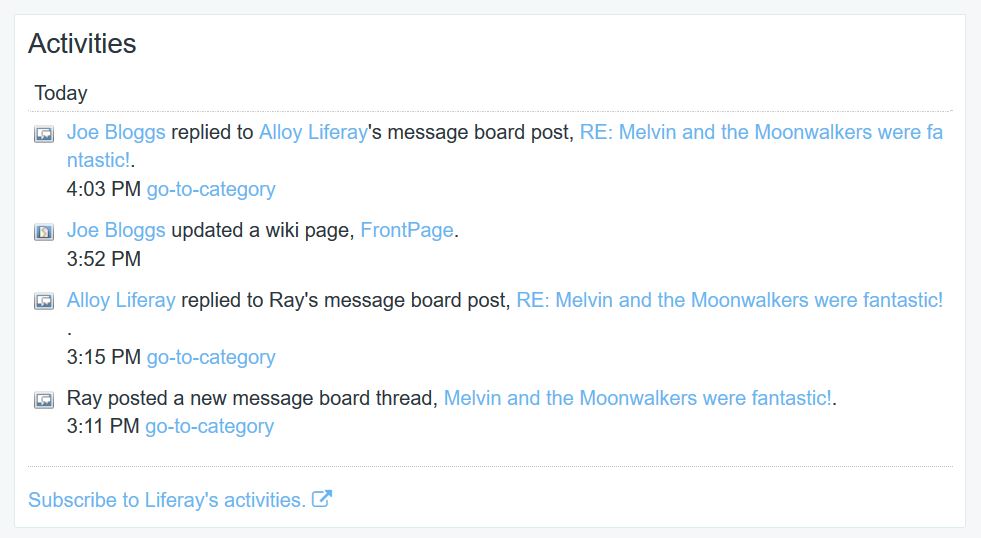 Activities
Today
Joe Bloggs replied to Alloy Liferay's message board post, RE: Melvin and the Moonwalkers were fa
ntastic!.
4:03 PM go-to-category
Joe Bloggs updated a wiki page, FrontPage.
3:52 PM
Alloy Liferay replied to Ray's message board post, RE: Melvin and the Moonwalkers were fantastic!
.
3:15 PM go-to-category
Ray posted a new message board thread, Melvin and the Moonwalkers were fantastic!.
3:11 PM go-to-category
Subscribe to Liferay's activities.